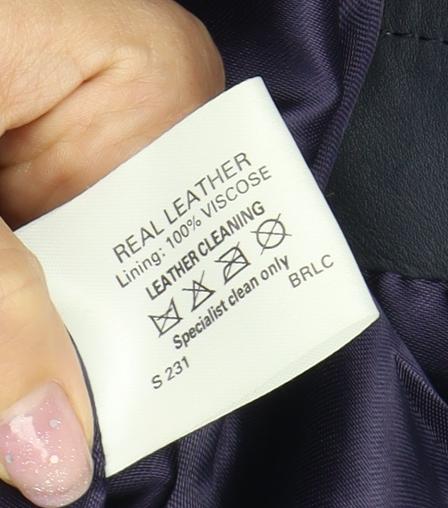 REAL LEATHER
Lining: 100% VISCOSE
LEATHER CLEANING
Specialist clean only
BRLC
S 231